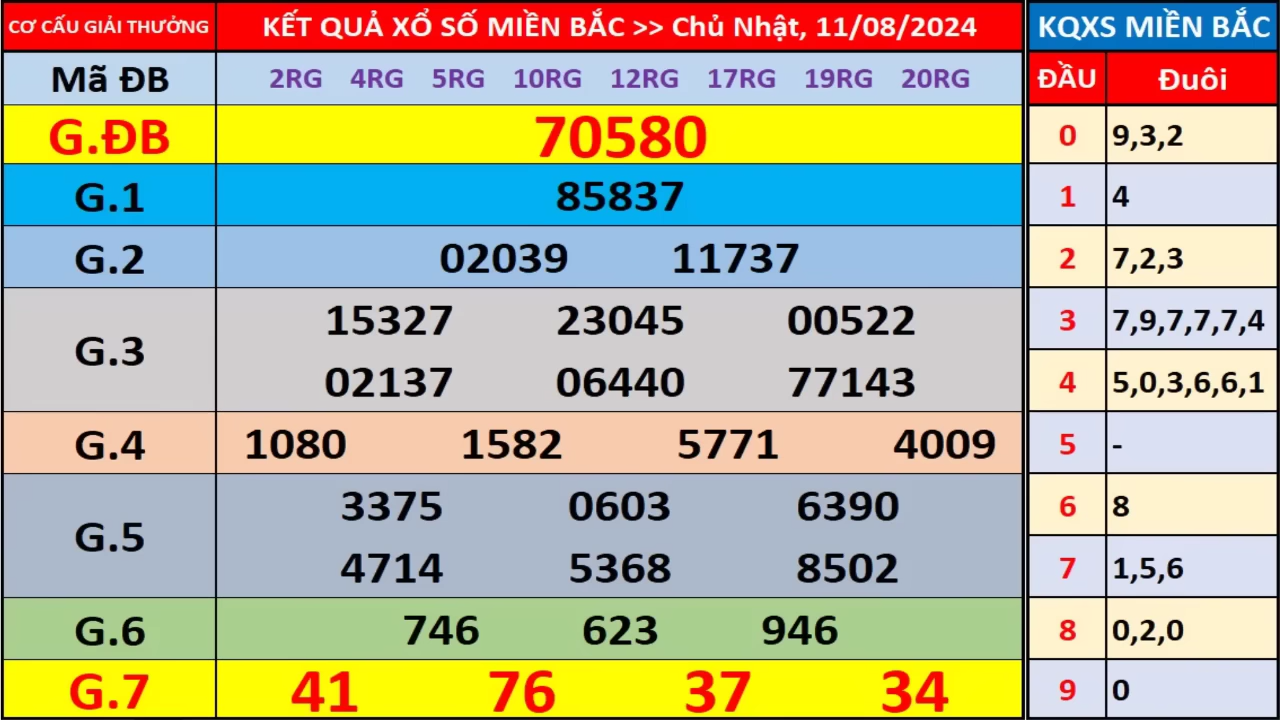 CƠ CẤU GIẢI THƯỞNG KẾT QUẢ XỔ SỐ MIỀN BẮC >> Chủ Nhật, 11/08/2024 KQXS MIỀN BẮC
Mã ĐB 2RG 4RG 5RG 10RG 12RG 17RG 19RG 20RG ĐẦU Đuôi
G.ĐB 70580 0 9,3,2
G.1 85837 1 4
G.2 02039 11737 2 7,2,3
G.3 15327 23045 00522 3 7,9,7,7,7,4
02137 06440 77143 4 5,0,3,6,6,1
G.4 1080 1582 5771 4009 5 -
G.5 3375 0603 6390 6 8
4714 5368 8502 7 1,5,6
G.6 746 623 946 8 0,2,0
G.7 41 76 37 34 9 0